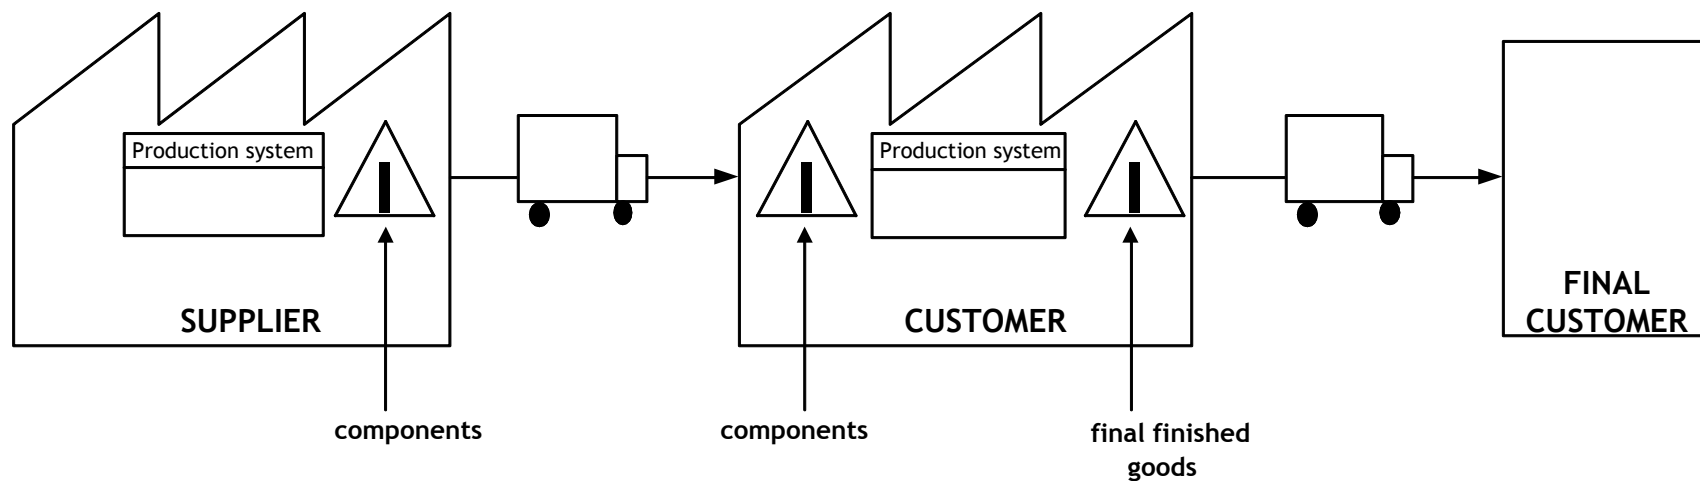 Production system
SUPPLIER
components
Production system
CUSTOMER
components
final finished
goods
FINAL
CUSTOMER